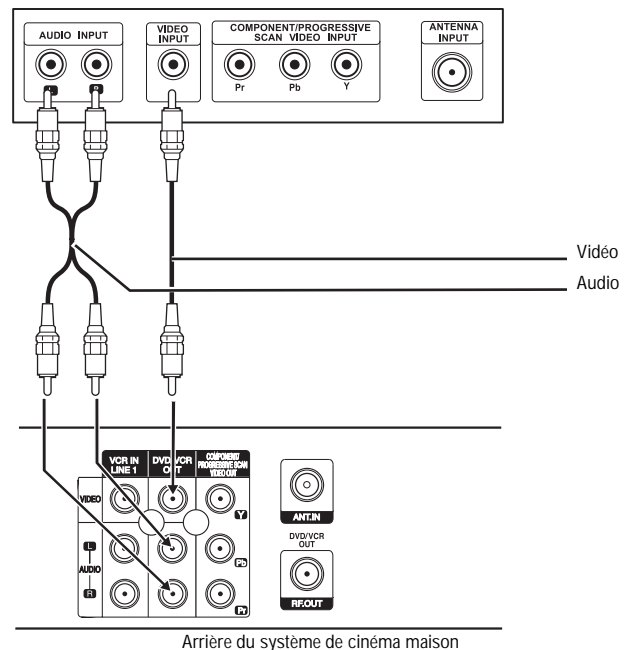 AUDIO INPUT
L
R
VIDEO
INPUT
COMPONENT/PROGRESSIVE
SCAN VIDEO INPUT
Pr
Pb
Y
ANTENNA
INPUT
Vidéo
Audio
VCR IN
LINE 1
DVD/VCR
OUT
COMPONENT/
PROGRESSIVE SCAN
VIDEO OUT
VIDEO
L
AUDIO
R
Y
Pb
Pr
ANT.IN
DVD/VCR
OUT
RF.OUT
Arrière du système de cinéma maison